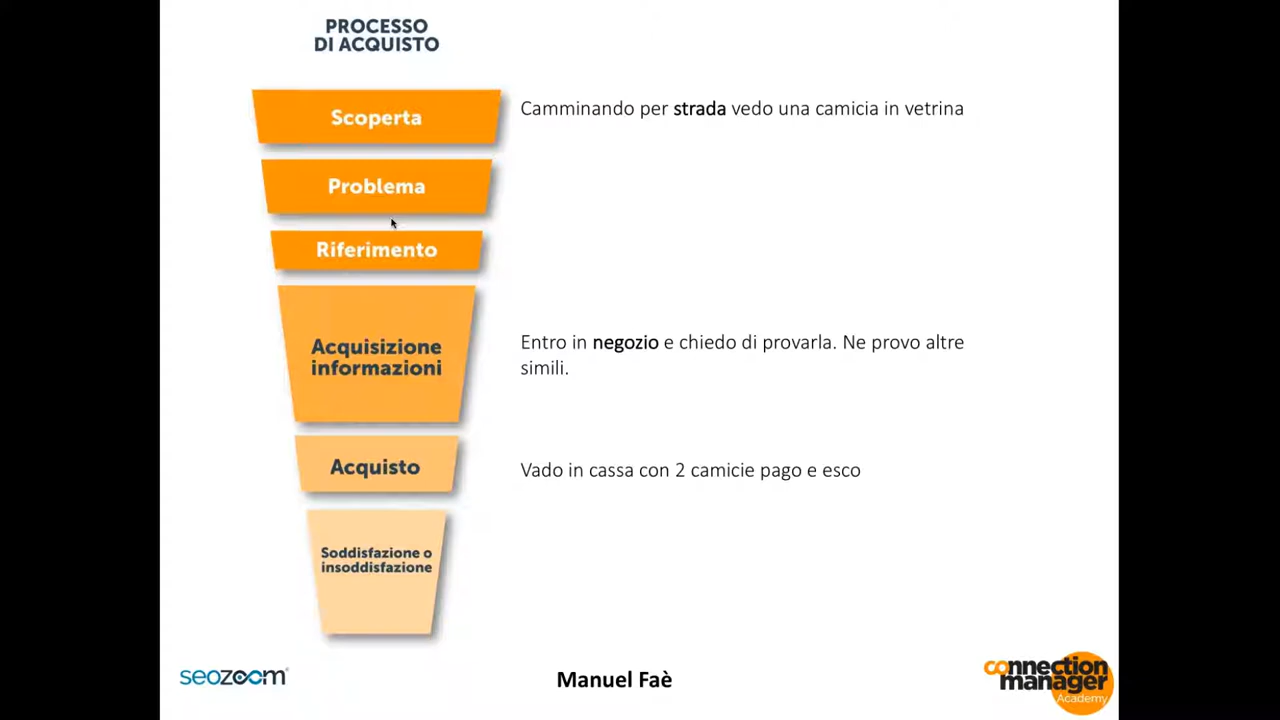 PROCESSO
DI ACQUISTO
Scoperta
Camminando per strada vedo una camicia in vetrina
Problema
Riferimento
Acquisizione
informazioni
Entro in negozio e chiedo di provarla. Ne provo altre
simili.
Acquisto
Vado in cassa con 2 camicie pago e esco
Soddisfazione o
insoddisfazione
seozoom
Manuel Faè
connection
manager
Academy